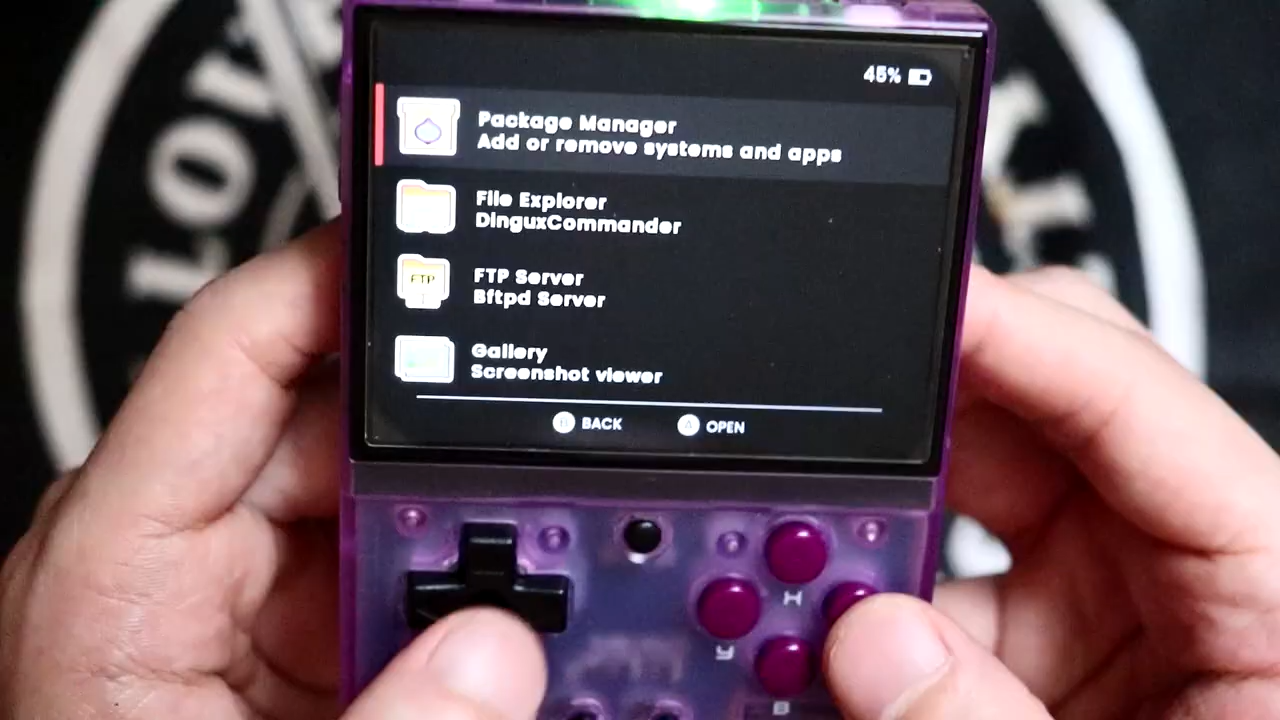 45%
Package Manager
Add or remove systems and apps
File Explorer
DinguxCommander
FTP
FTP Server
Bftpd Server
Gallery
Screenshot viewer
B BACK A OPEN
X
Y
B